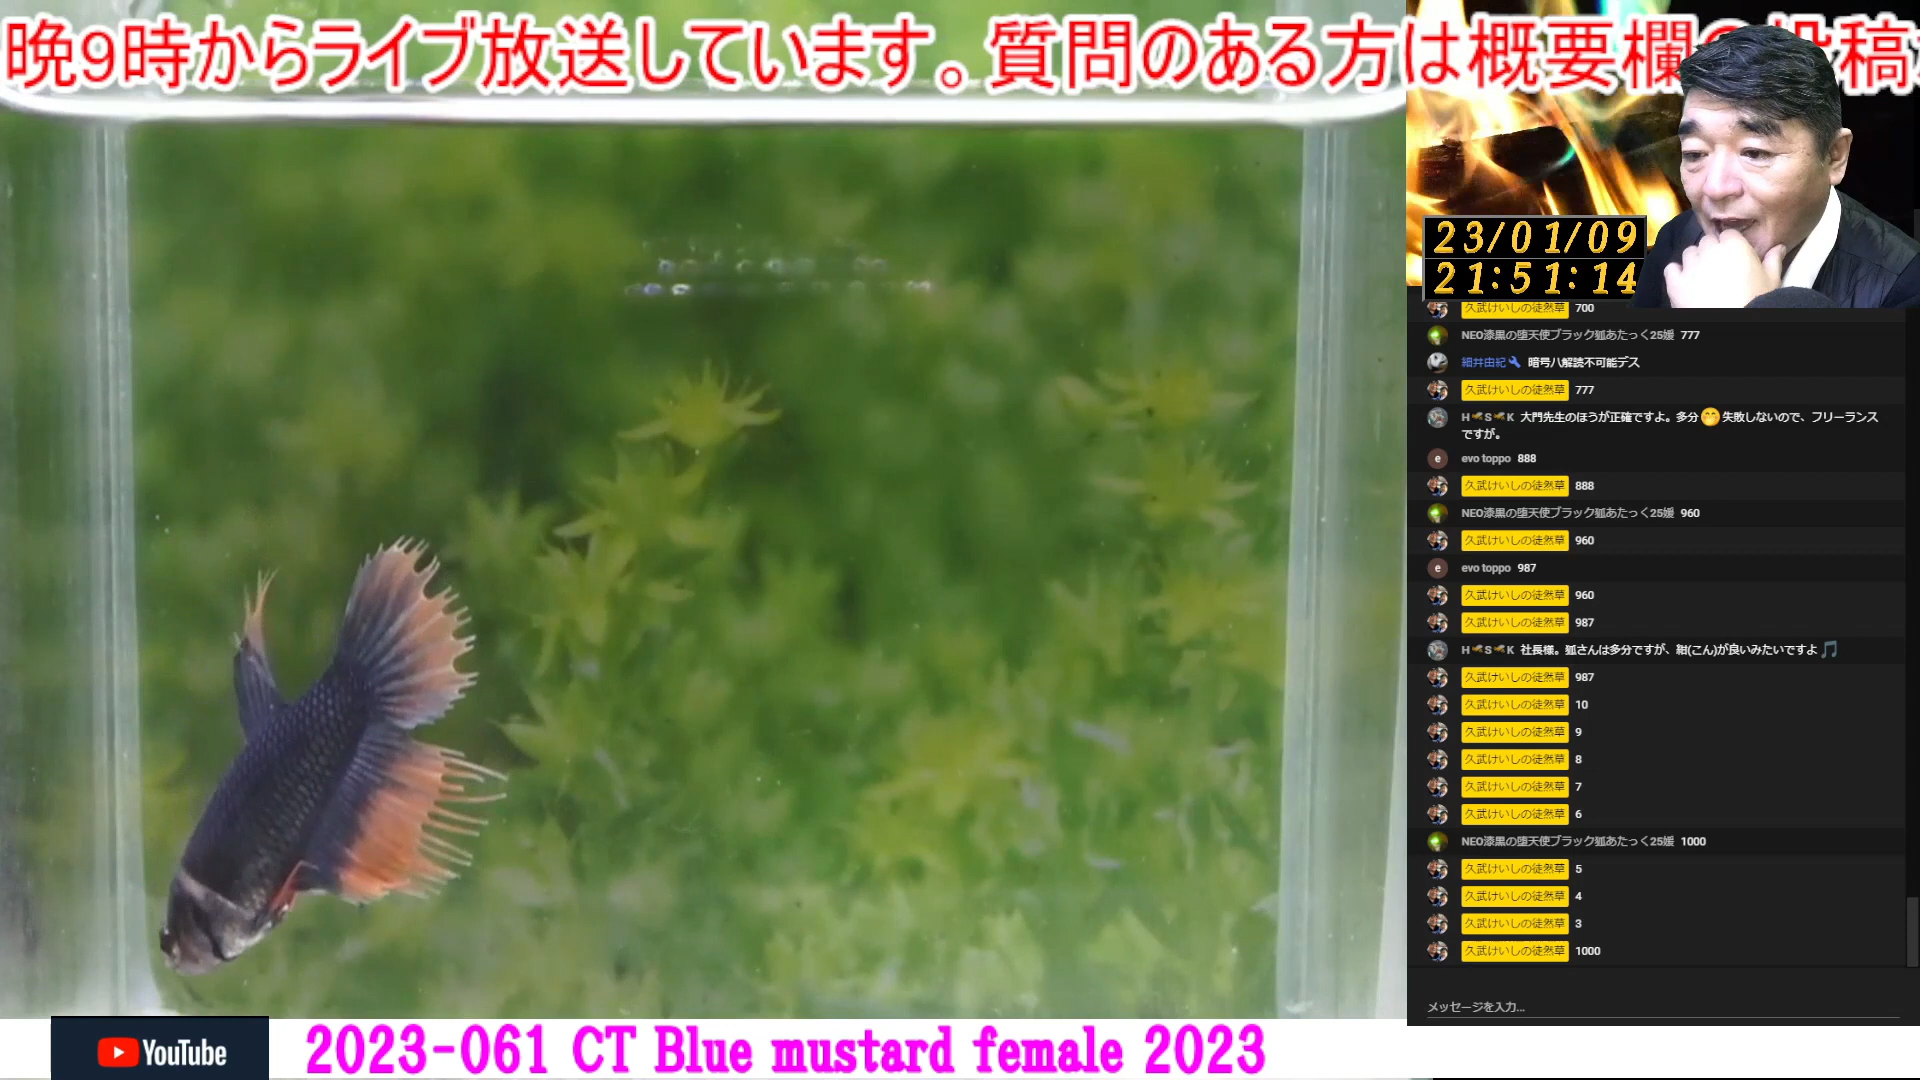 晩9時からライブ放送しています。質問のある方は概要欄の投稿
23/01/09
21:51:14
久武けいしの徒然草 700
NEO漆黒の堕天使ブラック狐あたっく25媛 777
細井由紀 暗号ハ解読不可能デス
久武けいしの徒然草 777
H S K 大門先生のほうが正確ですよ。多分🤭失敗しないので、フリーランス
ですが。
e evo toppo 888
久武けいしの徒然草 888
NEO漆黒の堕天使ブラック狐あたっく25媛 960
久武けいしの徒然草 960
e evo toppo 987
久武けいしの徒然草 960
久武けいしの徒然草 987
H S K 社長様。狐さんは多分ですが、紺(こん)が良いみたいですよ🎵
久武けいしの徒然草 987
久武けいしの徒然草 10
久武けいしの徒然草 9
久武けいしの徒然草 8
久武けいしの徒然草 7
久武けいしの徒然草 6
NEO漆黒の堕天使ブラック狐あたっく25媛 1000
久武けいしの徒然草 5
久武けいしの徒然草 4
久武けいしの徒然草 3
久武けいしの徒然草 1000
メッセージを入力...
YouTube
2023-061 CT Blue mustard female 2023